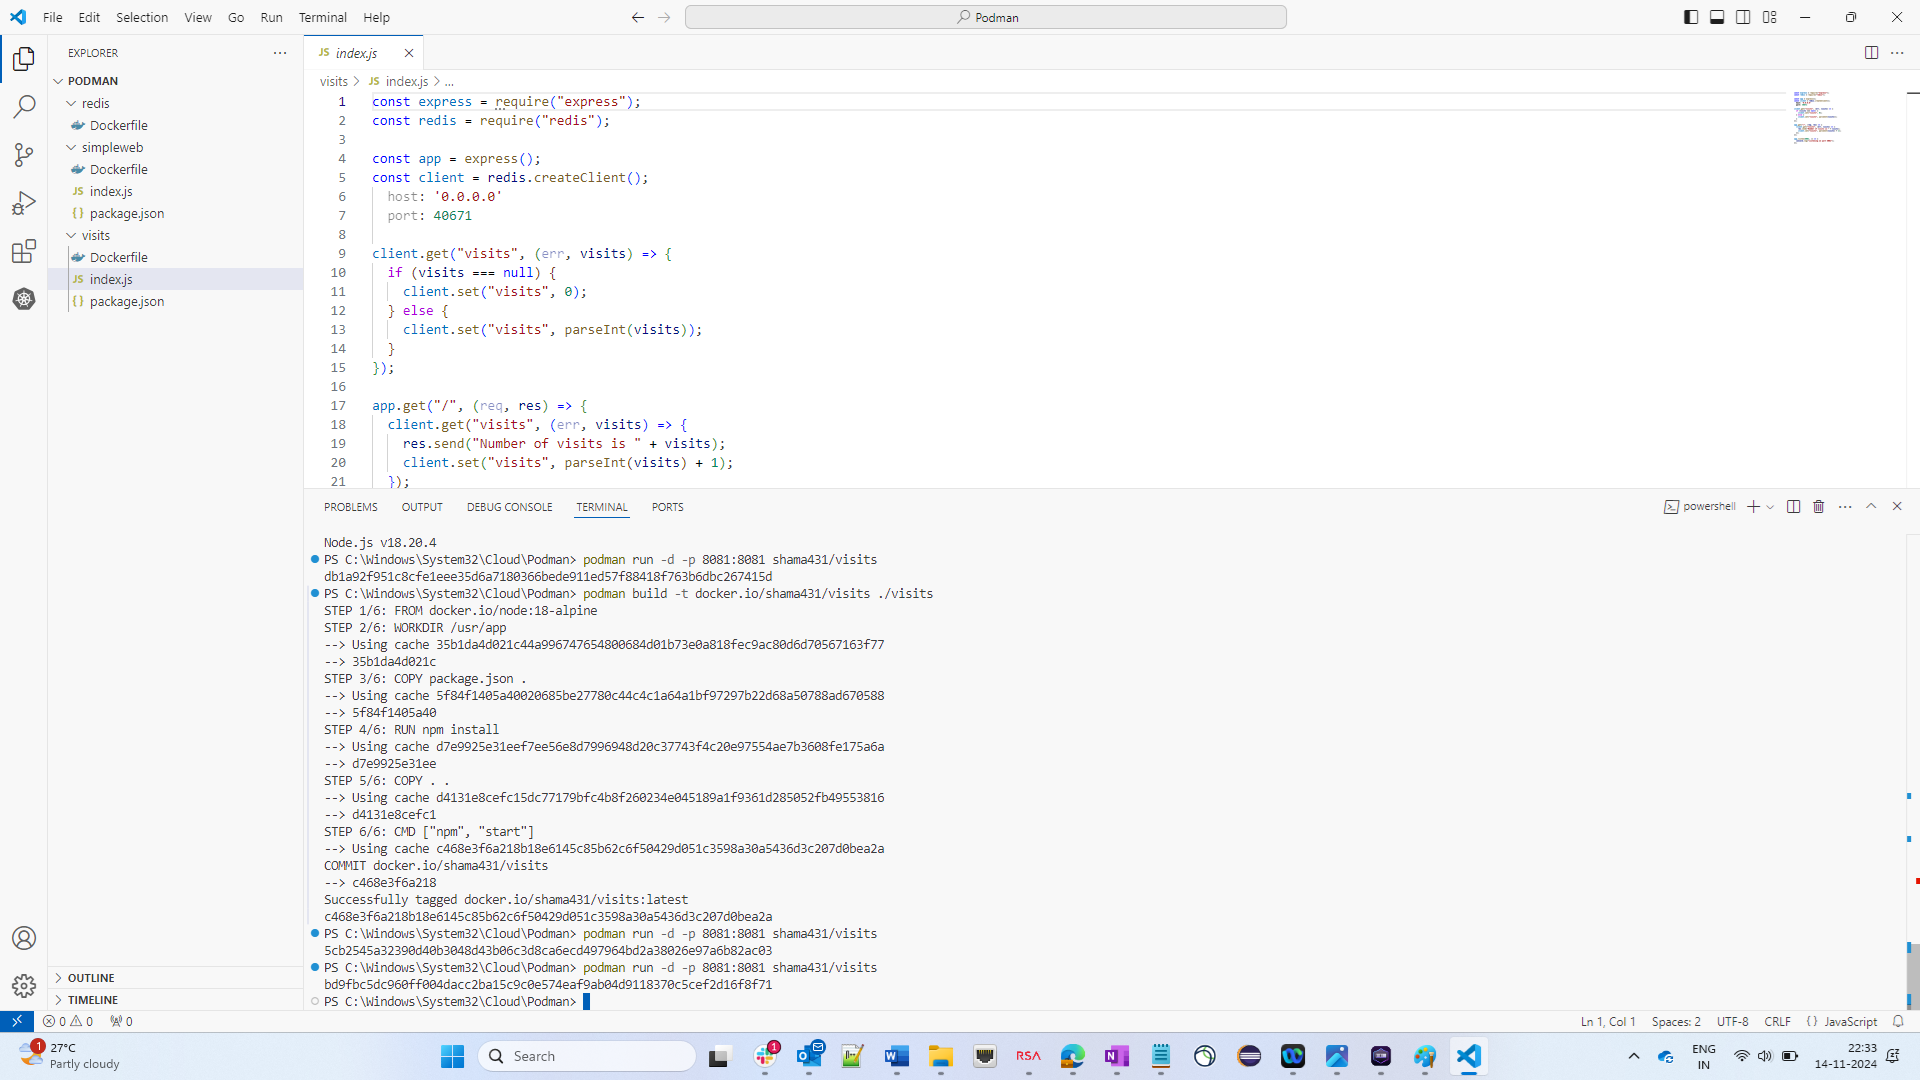 File Edit Selection View Go Run Terminal Help
Podman
EXPLORER
PODMAN
redis
Dockerfile
simpleweb
Dockerfile
JS index.js
{} package.json
visits
Dockerfile
JS index.js
{} package.json
OUTLINE
TIMELINE
JS index.js
visits > JS index.js > ...
1 const express = require("express");
2 const redis = require("redis");
3
4 const app = express();
5 const client = redis.createClient();
6 host: '0.0.0.0'
7 port: 40671
8
9 client.get("visits", (err, visits) => {
10 if (visits === null) {
11 client.set("visits", 0);
12 } else {
13 client.set("visits", parseInt(visits));
14 }
15 });
16
17 app.get("/", (req, res) => {
18 client.get("visits", (err, visits) => {
19 res.send("Number of visits is " + visits);
20 client.set("visits", parseInt(visits) + 1);
21 });
PROBLEMS OUTPUT DEBUG CONSOLE TERMINAL PORTS
powershell
Node.js v18.20.4
PS C:\Windows\System32\Cloud\Podman> podman run -d -p 8081:8081 shama431/visits
db1a92f951c8cfe1eee35d6a7180366bede911ed57f88418f763b6dbc267415d
PS C:\Windows\System32\Cloud\Podman> podman build -t docker.io/shama431/visits ./visits
STEP 1/6: FROM docker.io/node:18-alpine
STEP 2/6: WORKDIR /usr/app
--> Using cache 35b1da4d021c44a996747654800684d01b73e0a818fec9ac80d6d70567163f77
--> 35b1da4d021c
STEP 3/6: COPY package.json .
--> Using cache 5f84f1405a40020685be27780c44c4c1a64a1bf97297b22d68a50788ad670588
--> 5f84f1405a40
STEP 4/6: RUN npm install
--> Using cache d7e9925e31eef7ee56e8d7996948d20c37743f4c20e97554ae7b3608fe175a6a
--> d7e9925e31ee
STEP 5/6: COPY . .
--> Using cache d4131e8cefc15dc77179bfc4b8f260234e045189a1f9361d285052fb49553816
--> d4131e8cefc1
STEP 6/6: CMD ["npm", "start"]
--> Using cache c468e3f6a218b18e6145c85b62c6f50429d051c3598a30a5436d3c207d0bea2a
COMMIT docker.io/shama431/visits
--> c468e3f6a218
Successfully tagged docker.io/shama431/visits:latest
c468e3f6a218b18e6145c85b62c6f50429d051c3598a30a5436d3c207d0bea2a
PS C:\Windows\System32\Cloud\Podman> podman run -d -p 8081:8081 shama431/visits
5cb2545a32390d40b3048d43b06c3d8ca6ecd497964bd2a38026e97a6b82ac03
PS C:\Windows\System32\Cloud\Podman> podman run -d -p 8081:8081 shama431/visits
bd9fbc5dc960ff004dacc2ba15c9c0e574eaf9ab04d9118370c5cef2d16f8f71
PS C:\Windows\System32\Cloud\Podman>
0 0 0
Ln 1, Col 1 Spaces: 2 UTF-8 CRLF {} JavaScript
1 27°C
Partly cloudy
Search
1
RSA
ENG
IN
22:33
14-11-2024